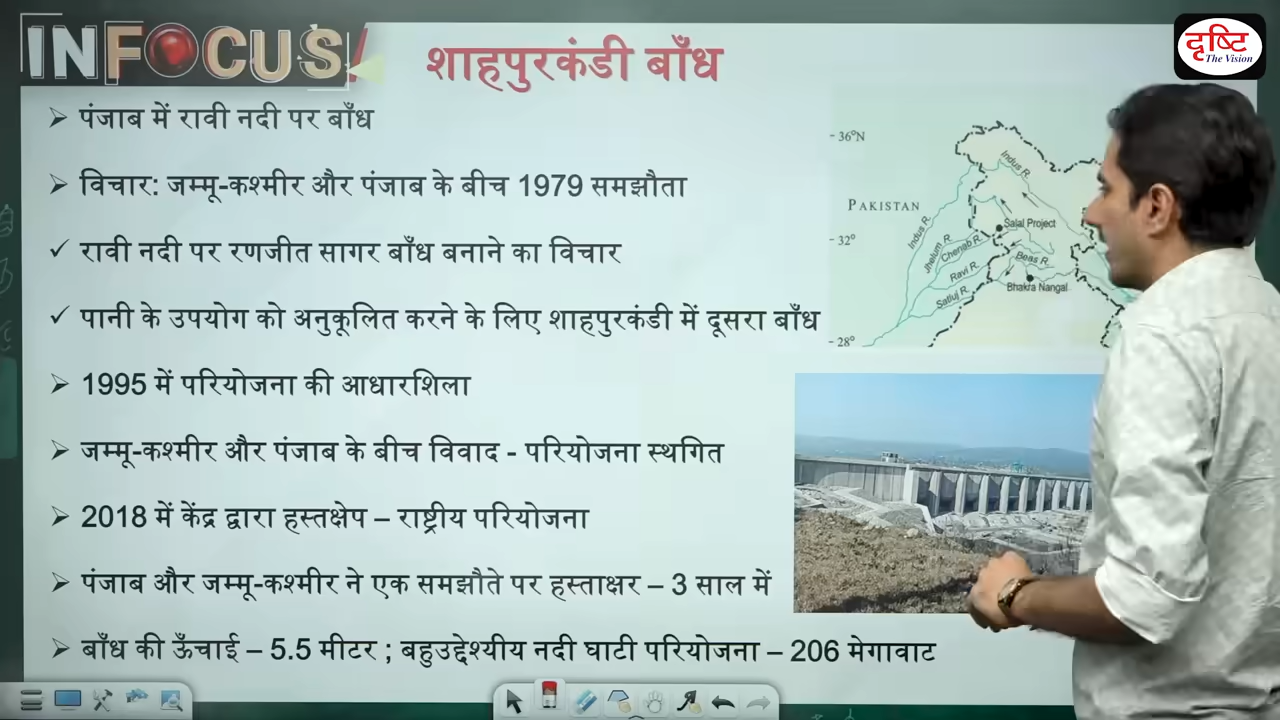 INFOCUS
शाहपुरकंडी बाँध
दृष्टि
The Vision
➢ पंजाब में रावी नदी पर बाँध
➢ विचार: जम्मू-कश्मीर और पंजाब के बीच 1979 समझौता
✓ रावी नदी पर रणजीत सागर बाँध बनाने का विचार
✓ पानी के उपयोग को अनुकूलित करने के लिए शाहपुरकंडी में दूसरा बाँध
➢ 1995 में परियोजना की आधारशिला
➢ जम्मू-कश्मीर और पंजाब के बीच विवाद - परियोजना स्थगित
➢ 2018 में केंद्र द्वारा हस्तक्षेप – राष्ट्रीय परियोजना
➢ पंजाब और जम्मू-कश्मीर ने एक समझौते पर हस्ताक्षर – 3 साल में
➢ बाँध की ऊँचाई – 5.5 मीटर ; बहुउद्देश्यीय नदी घाटी परियोजना – 206 मेगावाट
36°N
Indus R.
PAKISTAN
Salal Project
32°
Indus R.
Jhelum R.
Chenab R.
Beas R.
Ravi R.
Bhakra Nangal
Satluj R.
28°